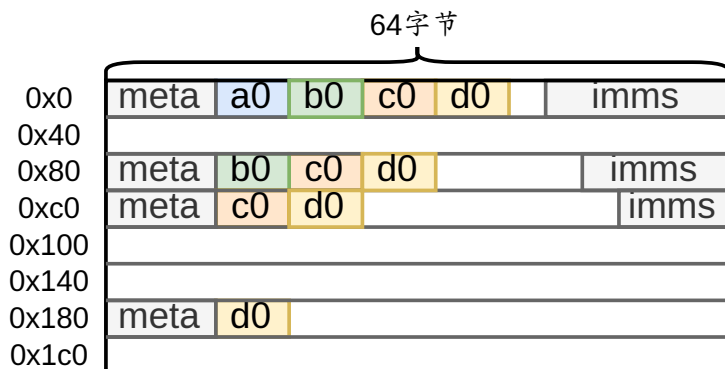 64字节
0x0 meta a0 b0 c0 d0 imms
0x40
0x80 meta b0 c0 d0 imms
0xc0 meta c0 d0 imms
0x100
0x140
0x180 meta d0
0x1c0